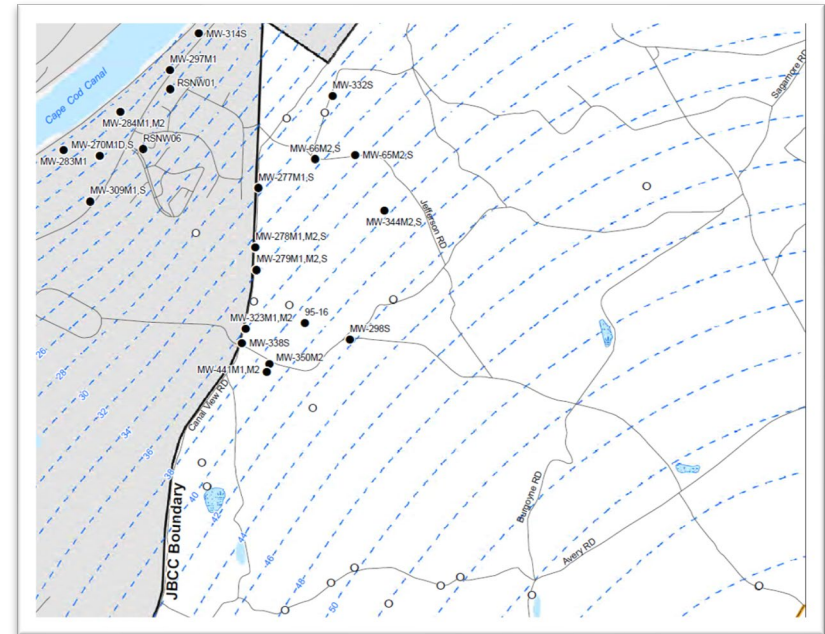 MW-314S
MW-297M1
RSNW01
Cape Cod Canal
MW-332S
MW-284M1,M2
MW-270M1D,S
RSNW06
MW-283M1
MW-66M2,S
MW-65M2,S
Sagamore RD
MW-309M1,S
MW-277M1,S
MW-344M2,S
Jefferson RD
MW-278M1,M2,S
MW-279M1,M2,S
95-16
MW-323M1,M2
MW-298S
MW-338S
MW-350M2
MW-441M1,M2
Canal View RD
26
28
30
32
34
36
38
40
42
44
46
48
50
JBCC Boundary
Burgoyne RD
Avery RD